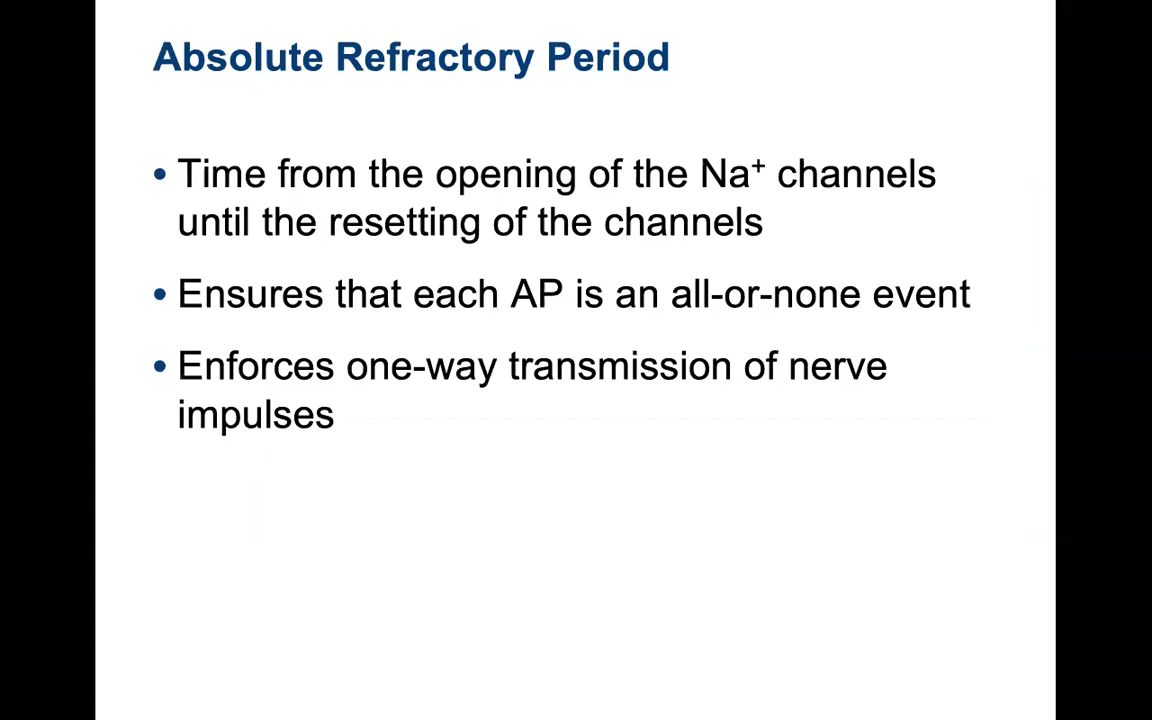 Absolute Refractory Period
• Time from the opening of the Na⁺ channels
until the resetting of the channels
• Ensures that each AP is an all-or-none event
• Enforces one-way transmission of nerve
impulses